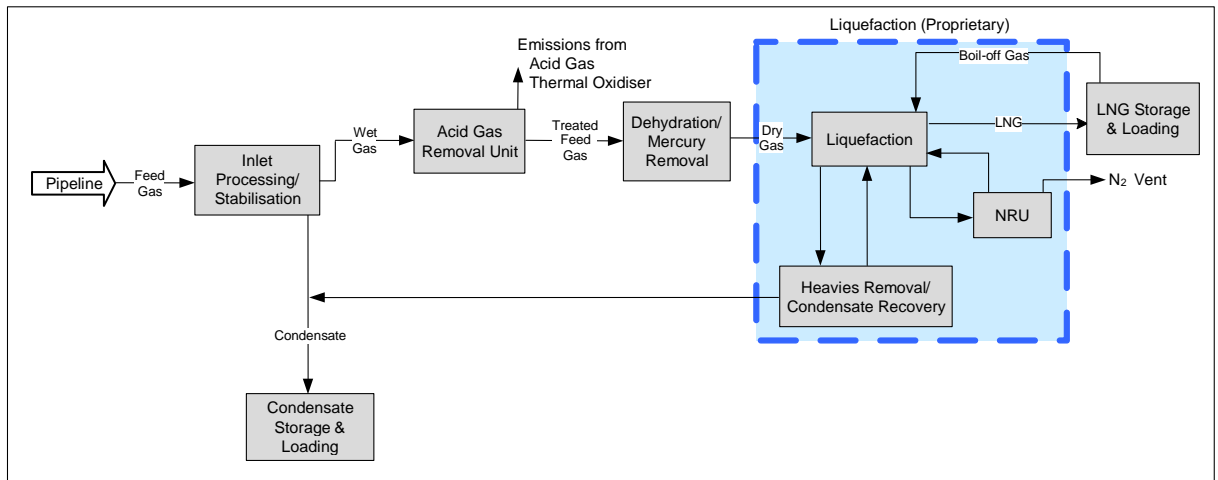 Liquefaction (Proprietary)
Emissions from
Acid Gas
Thermal Oxidiser
Boil-off Gas
LNG Storage
& Loading
LNG
Wet
Gas
Acid Gas
Removal Unit
Treated
Feed
Gas
Dehydration/
Mercury
Removal
Dry
Gas
Liquefaction
Pipeline
Feed
Gas
Inlet
Processing/
Stabilisation
N₂ Vent
NRU
Heavies Removal/
Condensate Recovery
Condensate
Condensate
Storage &
Loading